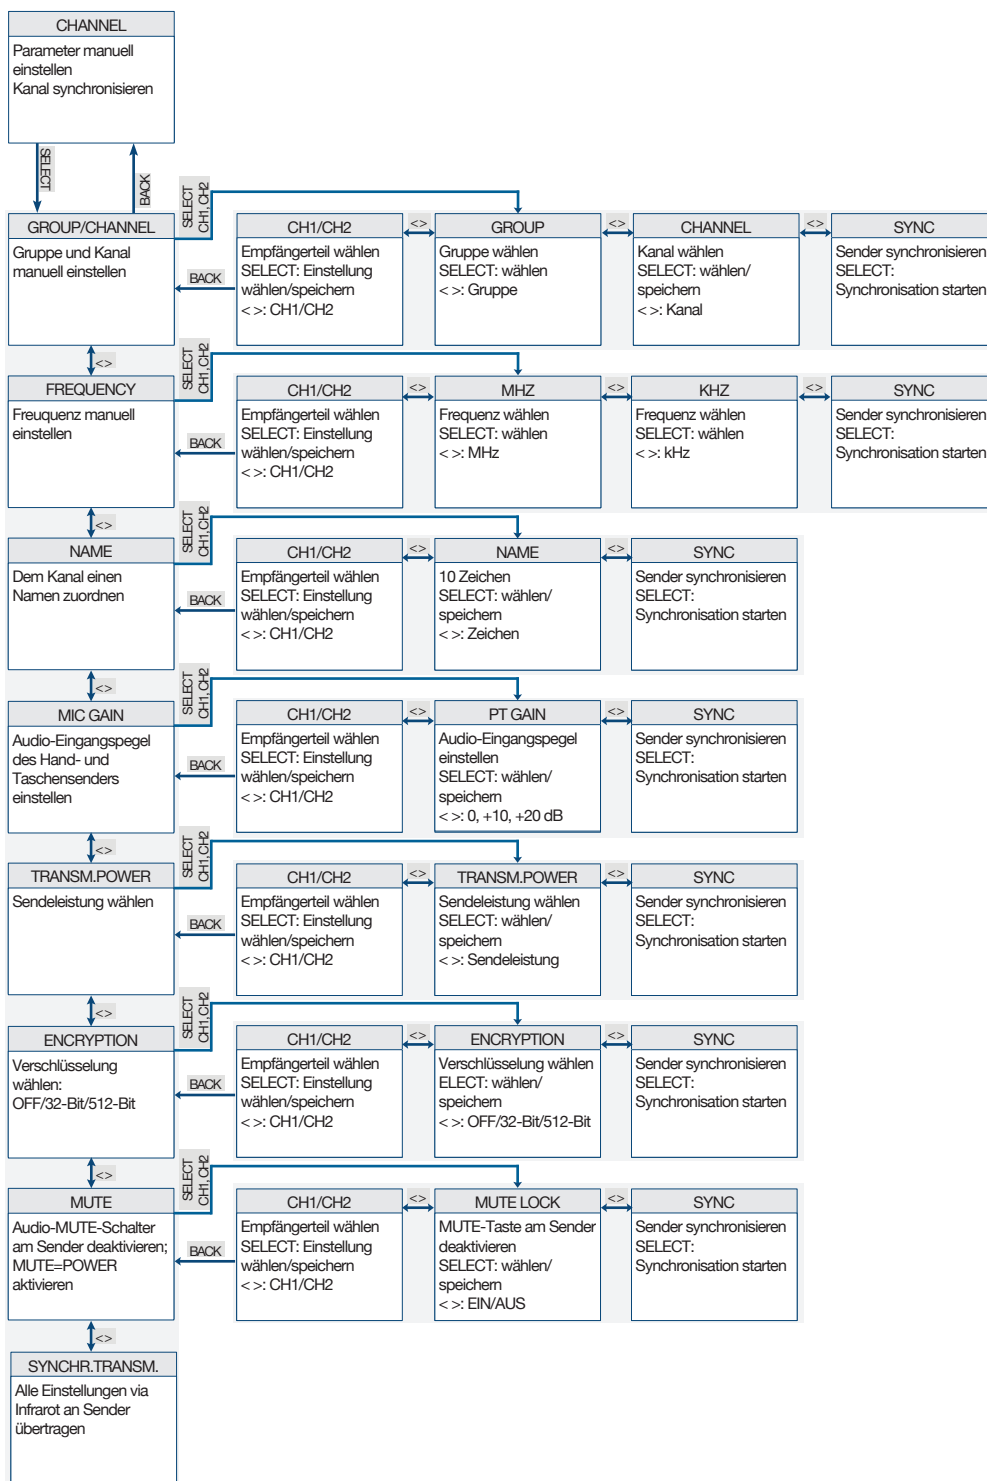 CHANNEL
Parameter manuell
einstellen
Kanal synchronisieren
SELECT
BACK
GROUP/CHANNEL
Gruppe und Kanal
manuell einstellen
SELECT
CH1, CH2
BACK
CH1/CH2
Empfängerteil wählen
SELECT: Einstellung
wählen/speichern
< >: CH1/CH2
<>
GROUP
Gruppe wählen
SELECT: wählen
< >: Gruppe
<>
CHANNEL
Kanal wählen
SELECT: wählen/
speichern
< >: Kanal
<>
SYNC
Sender synchronisieren
SELECT:
Synchronisation starten
<>
FREQUENCY
Freuquenz manuell
einstellen
SELECT
CH1, CH2
BACK
CH1/CH2
Empfängerteil wählen
SELECT: Einstellung
wählen/speichern
< >: CH1/CH2
<>
MHZ
Frequenz wählen
SELECT: wählen
< >: MHz
<>
KHZ
Frequenz wählen
SELECT: wählen
< >: kHz
<>
SYNC
Sender synchronisieren
SELECT:
Synchronisation starten
<>
NAME
Dem Kanal einen
Namen zuordnen
SELECT
CH1, CH2
BACK
CH1/CH2
Empfängerteil wählen
SELECT: Einstellung
wählen/speichern
< >: CH1/CH2
<>
NAME
10 Zeichen
SELECT: wählen/
speichern
< >: Zeichen
<>
SYNC
Sender synchronisieren
SELECT:
Synchronisation starten
<>
MIC GAIN
Audio-Eingangspegel
des Hand- und
Taschensenders
einstellen
SELECT
CH1, CH2
BACK
CH1/CH2
Empfängerteil wählen
SELECT: Einstellung
wählen/speichern
< >: CH1/CH2
<>
PT GAIN
Audio-Eingangspegel
einstellen
SELECT: wählen/
speichern
< >: 0, +10, +20 dB
<>
SYNC
Sender synchronisieren
SELECT:
Synchronisation starten
<>
TRANSM.POWER
Sendeleistung wählen
SELECT
CH1, CH2
BACK
CH1/CH2
Empfängerteil wählen
SELECT: Einstellung
wählen/speichern
< >: CH1/CH2
<>
TRANSM.POWER
Sendeleistung wählen
SELECT: wählen/
speichern
< >: Sendeleistung
<>
SYNC
Sender synchronisieren
SELECT:
Synchronisation starten
<>
ENCRYPTION
Verschlüsselung
wählen:
OFF/32-Bit/512-Bit
SELECT
CH1, CH2
BACK
CH1/CH2
Empfängerteil wählen
SELECT: Einstellung
wählen/speichern
< >: CH1/CH2
<>
ENCRYPTION
Verschlüsselung wählen
ELECT: wählen/
speichern
< >: OFF/32-Bit/512-Bit
<>
SYNC
Sender synchronisieren
SELECT:
Synchronisation starten
<>
MUTE
Audio-MUTE-Schalter
am Sender deaktivieren;
MUTE=POWER
aktivieren
SELECT
CH1, CH2
BACK
CH1/CH2
Empfängerteil wählen
SELECT: Einstellung
wählen/speichern
< >: CH1/CH2
<>
MUTE LOCK
MUTE-Taste am Sender
deaktivieren
SELECT: wählen/
speichern
< >: EIN/AUS
<>
SYNC
Sender synchronisieren
SELECT:
Synchronisation starten
<>
SYNCHR.TRANSM.
Alle Einstellungen via
Infrarot an Sender
übertragen